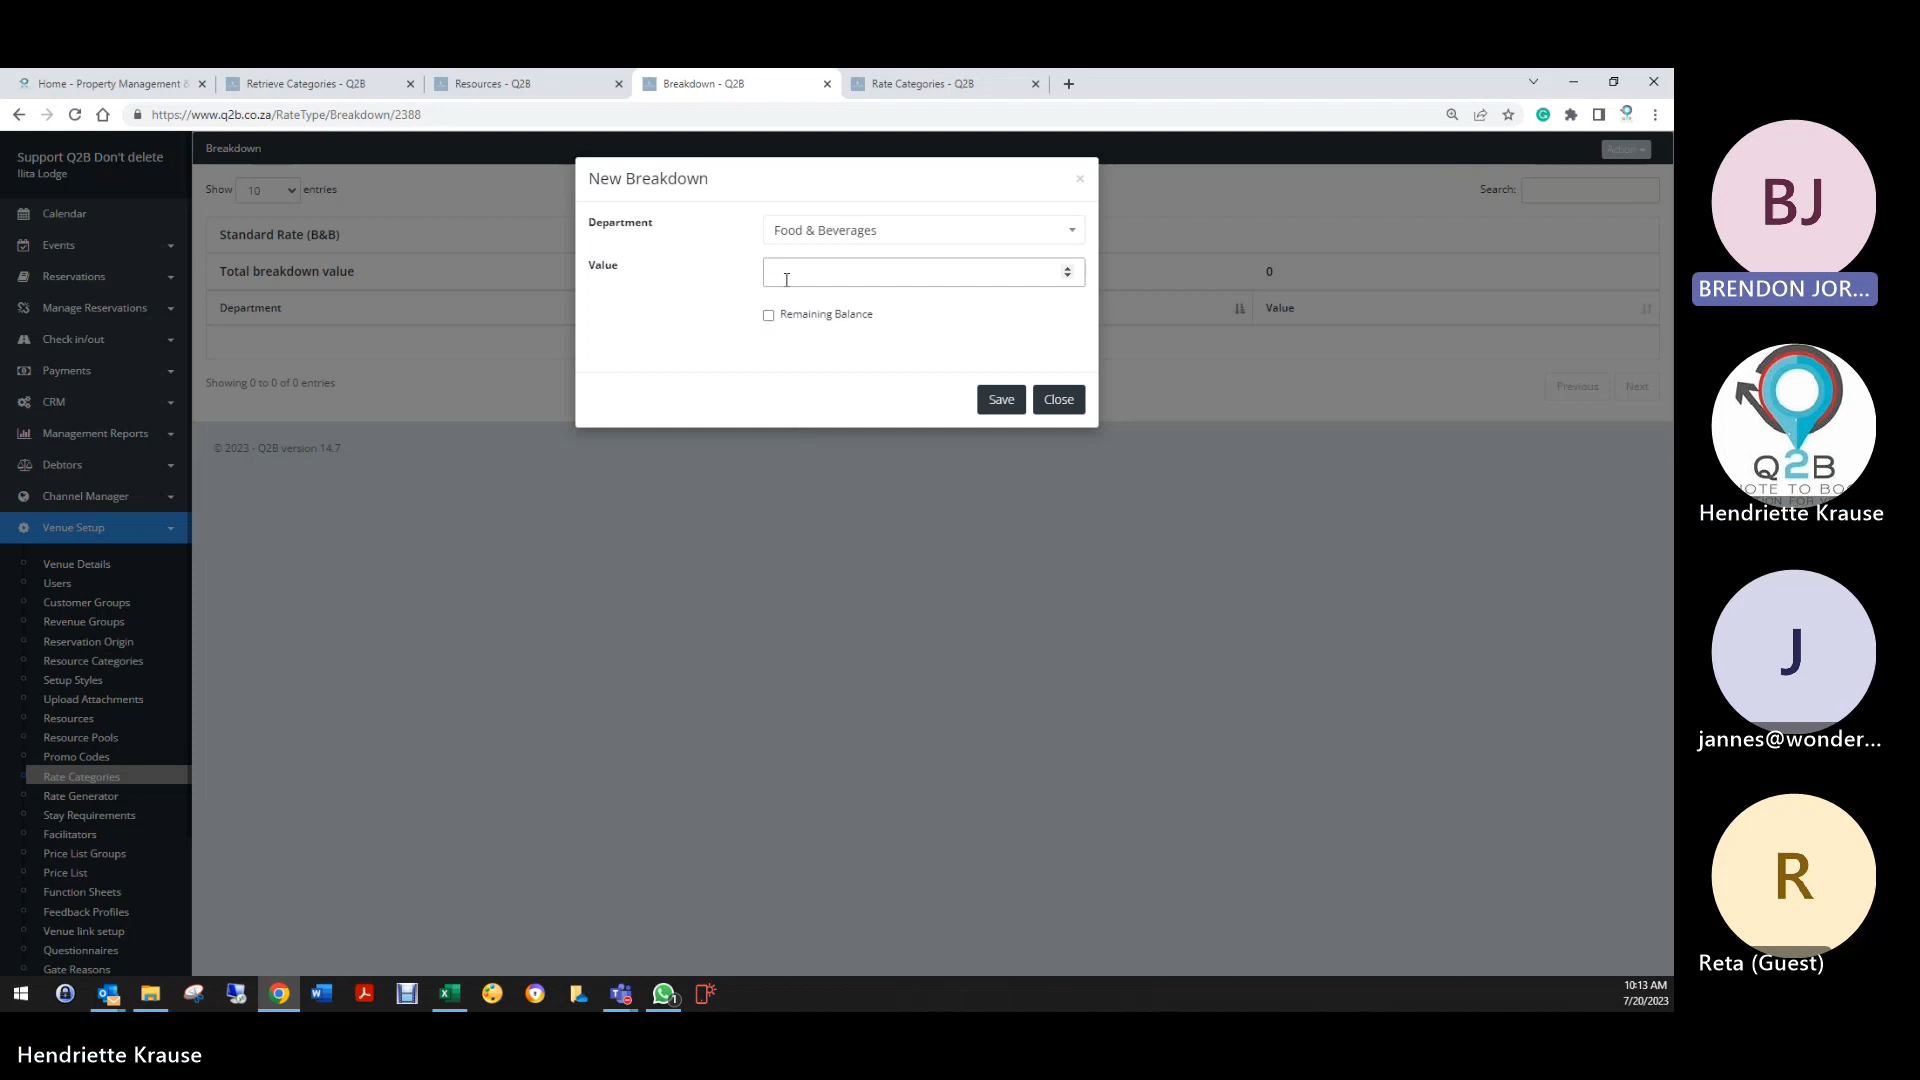 Home - Property Management &
Retrieve Categories - Q2B
Resources - Q2B
Breakdown - Q2B
Rate Categories - Q2B
https://www.q2b.co.za/RateType/Breakdown/2388
Support Q2B Don't delete
Ilita Lodge
Calendar
Events
Reservations
Manage Reservations
Check in/out
Payments
CRM
Management Reports
Debtors
Channel Manager
Venue Setup
Venue Details
Users
Customer Groups
Revenue Groups
Reservation Origin
Resource Categories
Setup Styles
Upload Attachments
Resources
Resource Pools
Promo Codes
Rate Categories
Rate Generator
Stay Requirements
Facilitators
Price List Groups
Price List
Function Sheets
Feedback Profiles
Venue link setup
Questionnaires
Gate Reasons
Breakdown
Action
Show 10 entries
Search:
Standard Rate (B&B)
Total breakdown value
0
Department
Value
Showing 0 to 0 of 0 entries
Previous
Next
© 2023 - Q2B version 14.7
New Breakdown
×
Department
Food & Beverages
Value
Remaining Balance
Save
Close
10:13 AM
7/20/2023
BJ
BRENDON JOR...
Q2B
Hendriette Krause
J
jannes@wonder...
R
Reta (Guest)
Hendriette Krause